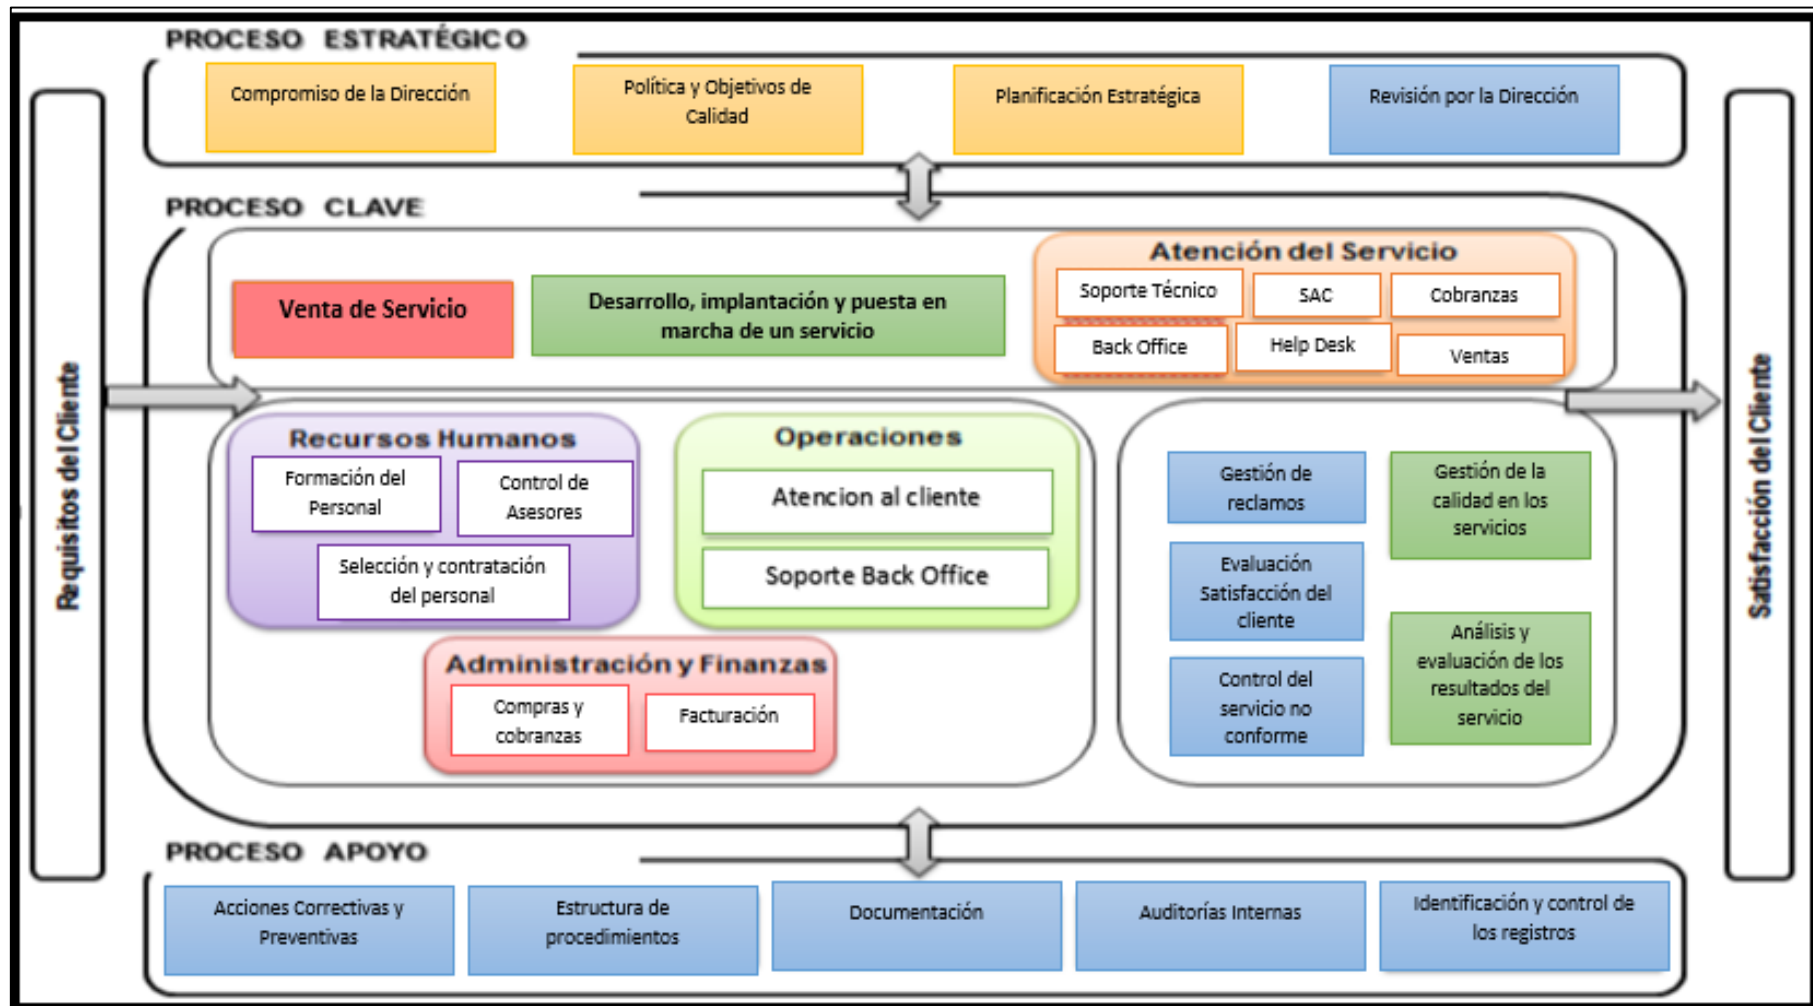 PROCESO ESTRATÉGICO
Compromiso de la Dirección
Política y Objetivos de
Calidad
Planificación Estratégica
Revisión por la Dirección
Requisitos del Cliente
PROCESO CLAVE
Venta de Servicio
Desarrollo, implantación y puesta en
marcha de un servicio
Atención del Servicio
Soporte Técnico
SAC
Cobranzas
Back Office
Help Desk
Ventas
Recursos Humanos
Formación del
Personal
Control de
Asesores
Selección y contratación
del personal
Operaciones
Atencion al cliente
Soporte Back Office
Administración y Finanzas
Compras y
cobranzas
Facturación
Gestión de
reclamos
Evaluación
Satisfacción del
cliente
Control del
servicio no
conforme
Gestión de la
calidad en los
servicios
Análisis y
evaluación de los
resultados del
servicio
Satisfacción del Cliente
PROCESO APOYO
Acciones Correctivas y
Preventivas
Estructura de
procedimientos
Documentación
Auditorías Internas
Identificación y control de
los registros